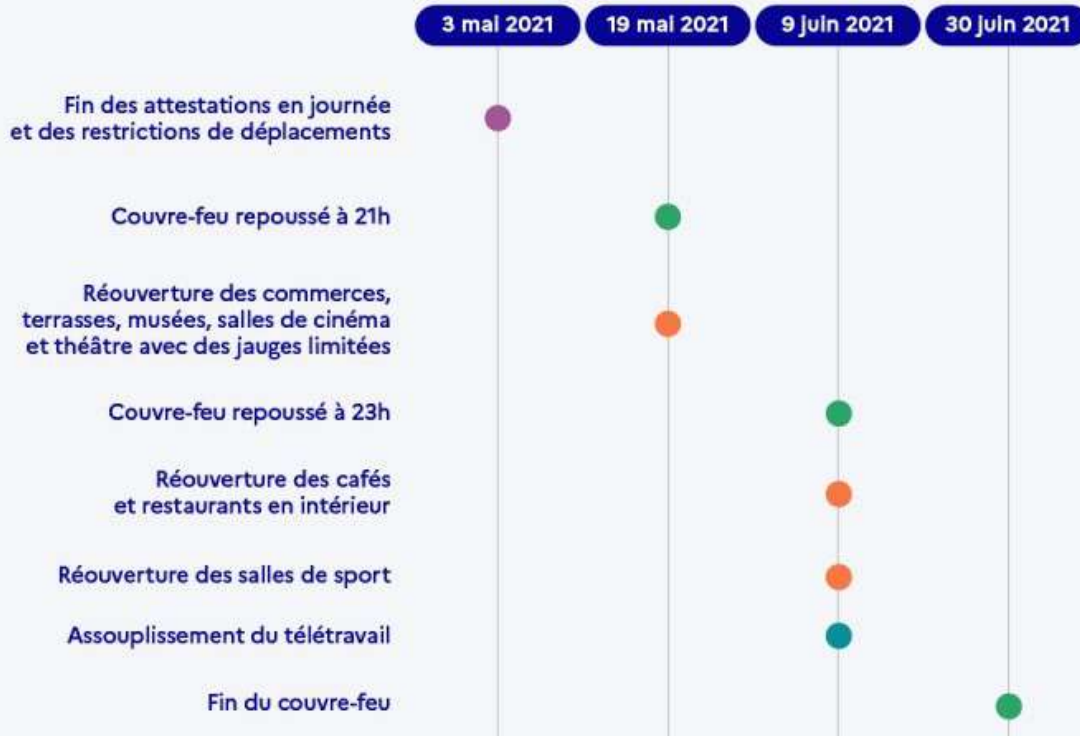 3 mai 2021
19 mai 2021
9 juin 2021
30 juin 2021
Fin des attestations en journée
et des restrictions de déplacements
Couvre-feu repoussé à 21h
Réouverture des commerces,
terrasses, musées, salles de cinéma
et théâtre avec des jauges limitées
Couvre-feu repoussé à 23h
Réouverture des cafés
et restaurants en intérieur
Réouverture des salles de sport
Assouplissement du télétravail
Fin du couvre-feu